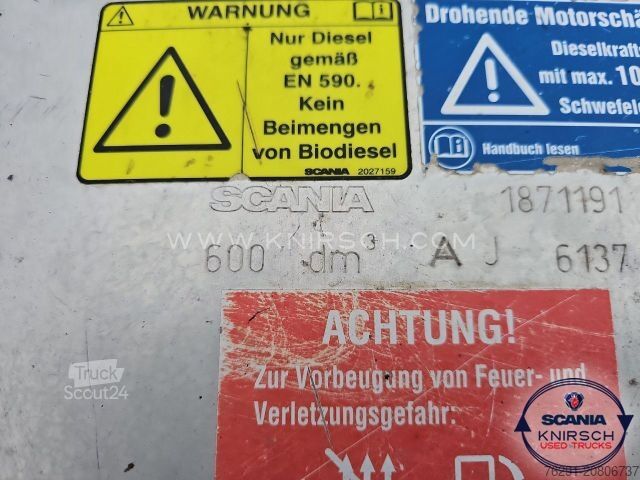 WARNUNG
Nur Diesel
gemäß
EN 590.
Kein
Beimengen
von Biodiesel
SCANIA 2027159
Drohende Motorschä
Dieselkrafts
mit max. 10
Schwefel
Handbuch lesen
SCANIA
1871191
WWW.KNIRSCH.COM
600 dm³ A J 6137
ACHTUNG!
Zur Vorbeugung von Feuer- und
Verletzungsgefahr:
Truck
Scout24
SCANIA
KNIRSCH
USED TRUCKS
76201-20806737